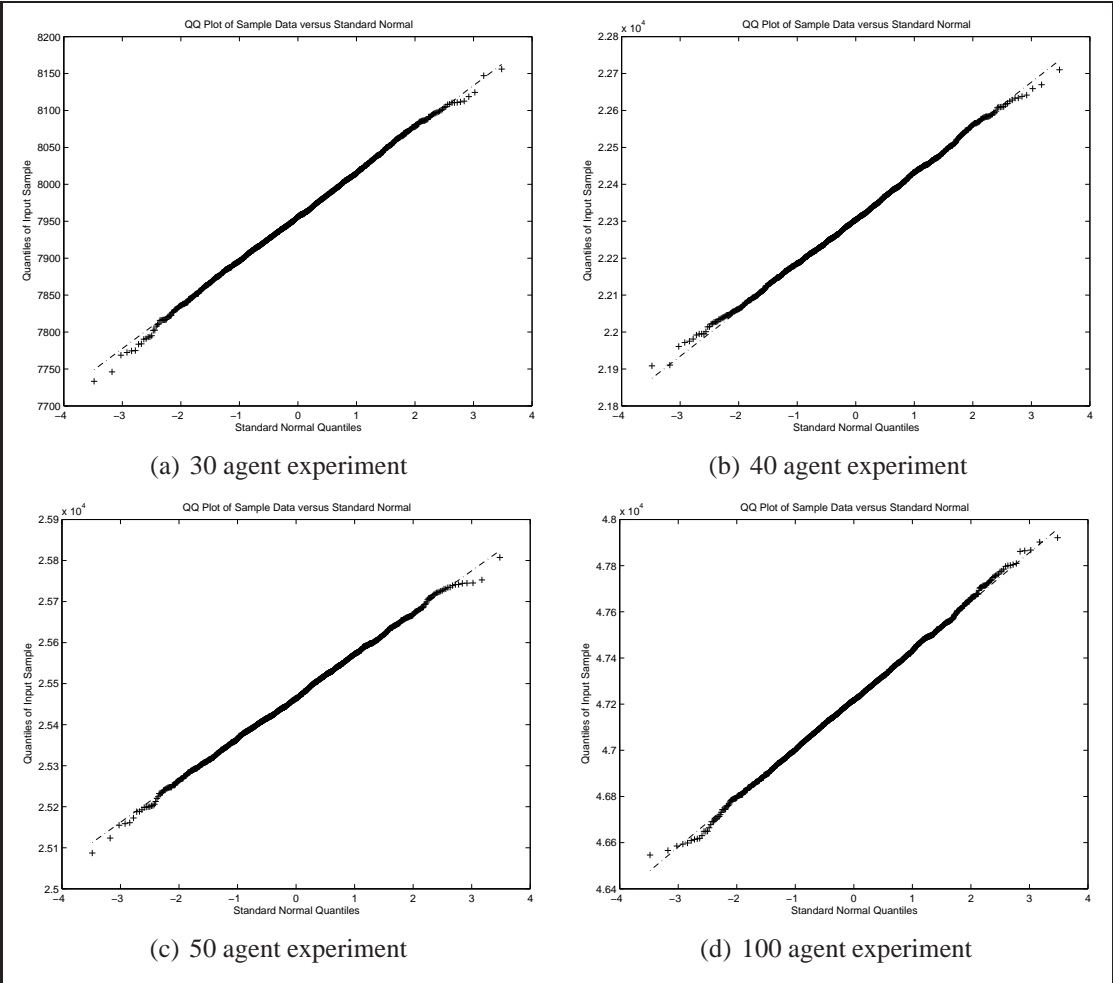 QQ Plot of Sample Data versus Standard Normal
8200
8150
8100
8050
8000
7950
7900
7850
7800
7750
7700
Quantiles of Input Sample
−4 −3 −2 −1 0 1 2 3 4
Standard Normal Quantiles
(a) 30 agent experiment
QQ Plot of Sample Data versus Standard Normal
x 10^4
2.28
2.27
2.26
2.25
2.24
2.23
2.22
2.21
2.2
2.19
2.18
Quantiles of Input Sample
−4 −3 −2 −1 0 1 2 3 4
Standard Normal Quantiles
(b) 40 agent experiment
QQ Plot of Sample Data versus Standard Normal
x 10^4
2.59
2.58
2.57
2.56
2.55
2.54
2.53
2.52
2.51
2.5
Quantiles of Input Sample
−4 −3 −2 −1 0 1 2 3 4
Standard Normal Quantiles
(c) 50 agent experiment
QQ Plot of Sample Data versus Standard Normal
x 10^4
4.8
4.78
4.76
4.74
4.72
4.7
4.68
4.66
4.64
Quantiles of Input Sample
−4 −3 −2 −1 0 1 2 3 4
Standard Normal Quantiles
(d) 100 agent experiment